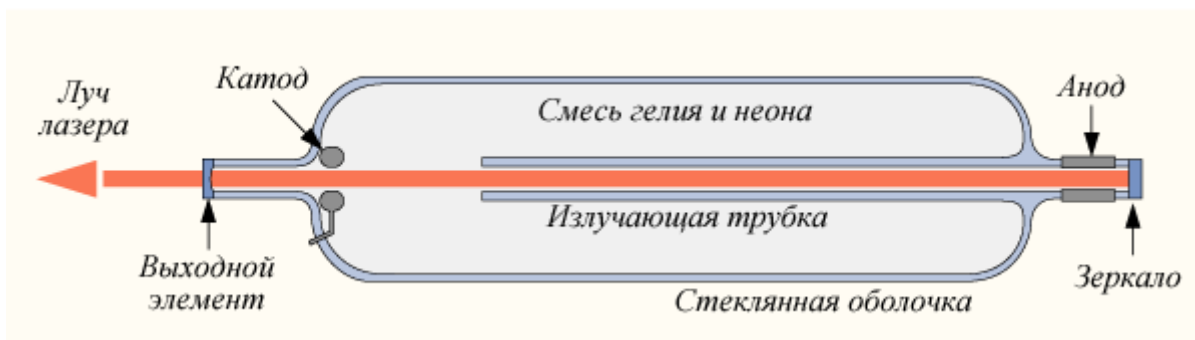 Катод
Луч
лазера
Смесь гелия и неона
Анод
Излучающая трубка
Выходной
элемент
Зеркало
Стеклянная оболочка